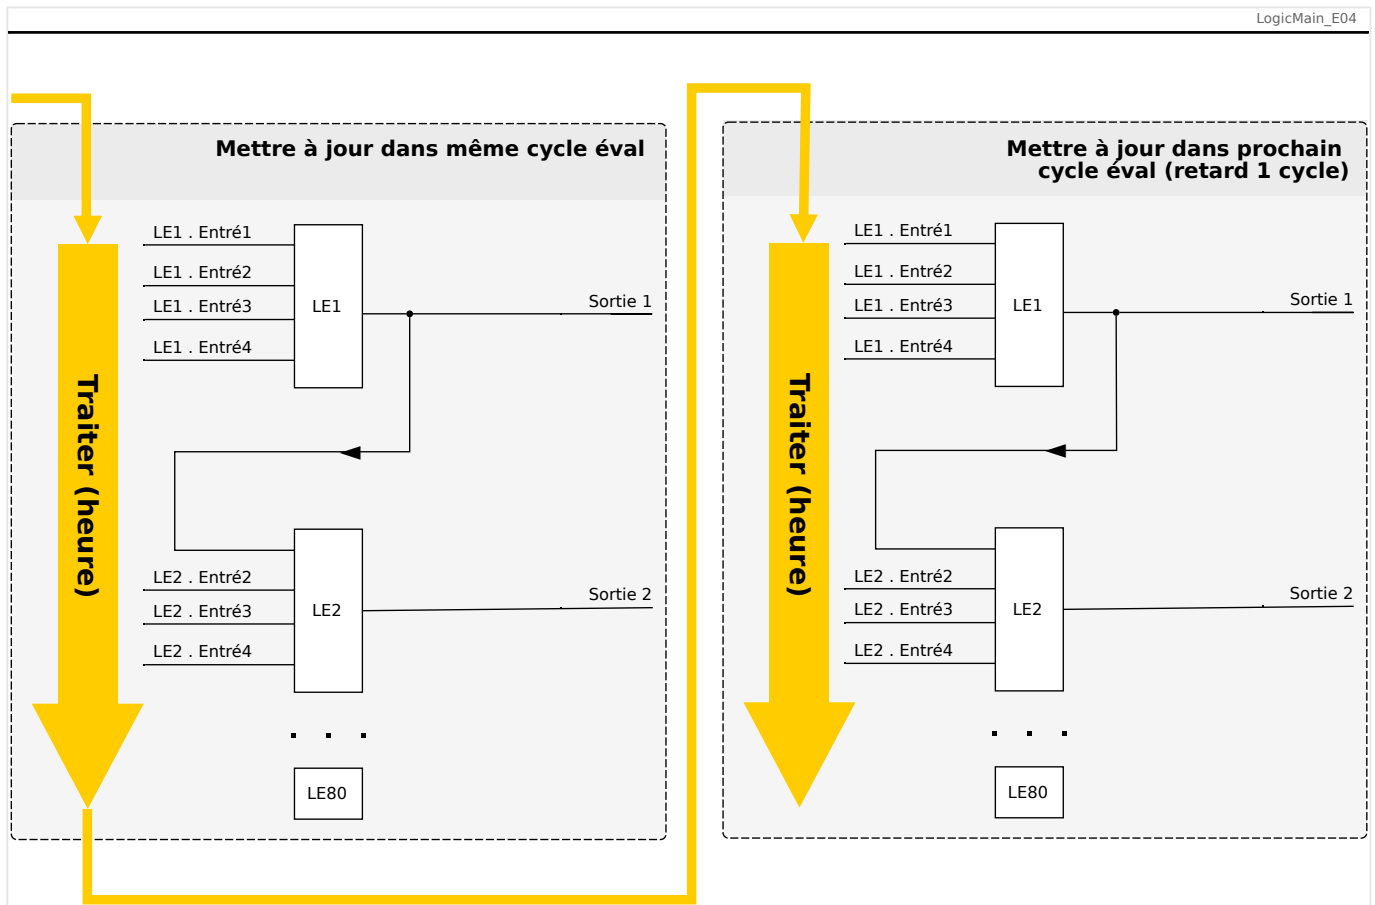 LogicMain_E04
Mettre à jour dans même cycle éval
LE1 . Entré1
LE1 . Entré2
LE1 . Entré3
LE1 . Entré4
LE1
Sortie 1
Traiter (heure)
LE2 . Entré2
LE2 . Entré3
LE2 . Entré4
LE2
Sortie 2
. . .
LE80
Mettre à jour dans prochain
cycle éval (retard 1 cycle)
LE1 . Entré1
LE1 . Entré2
LE1 . Entré3
LE1 . Entré4
LE1
Sortie 1
Traiter (heure)
LE2 . Entré2
LE2 . Entré3
LE2 . Entré4
LE2
Sortie 2
. . .
LE80